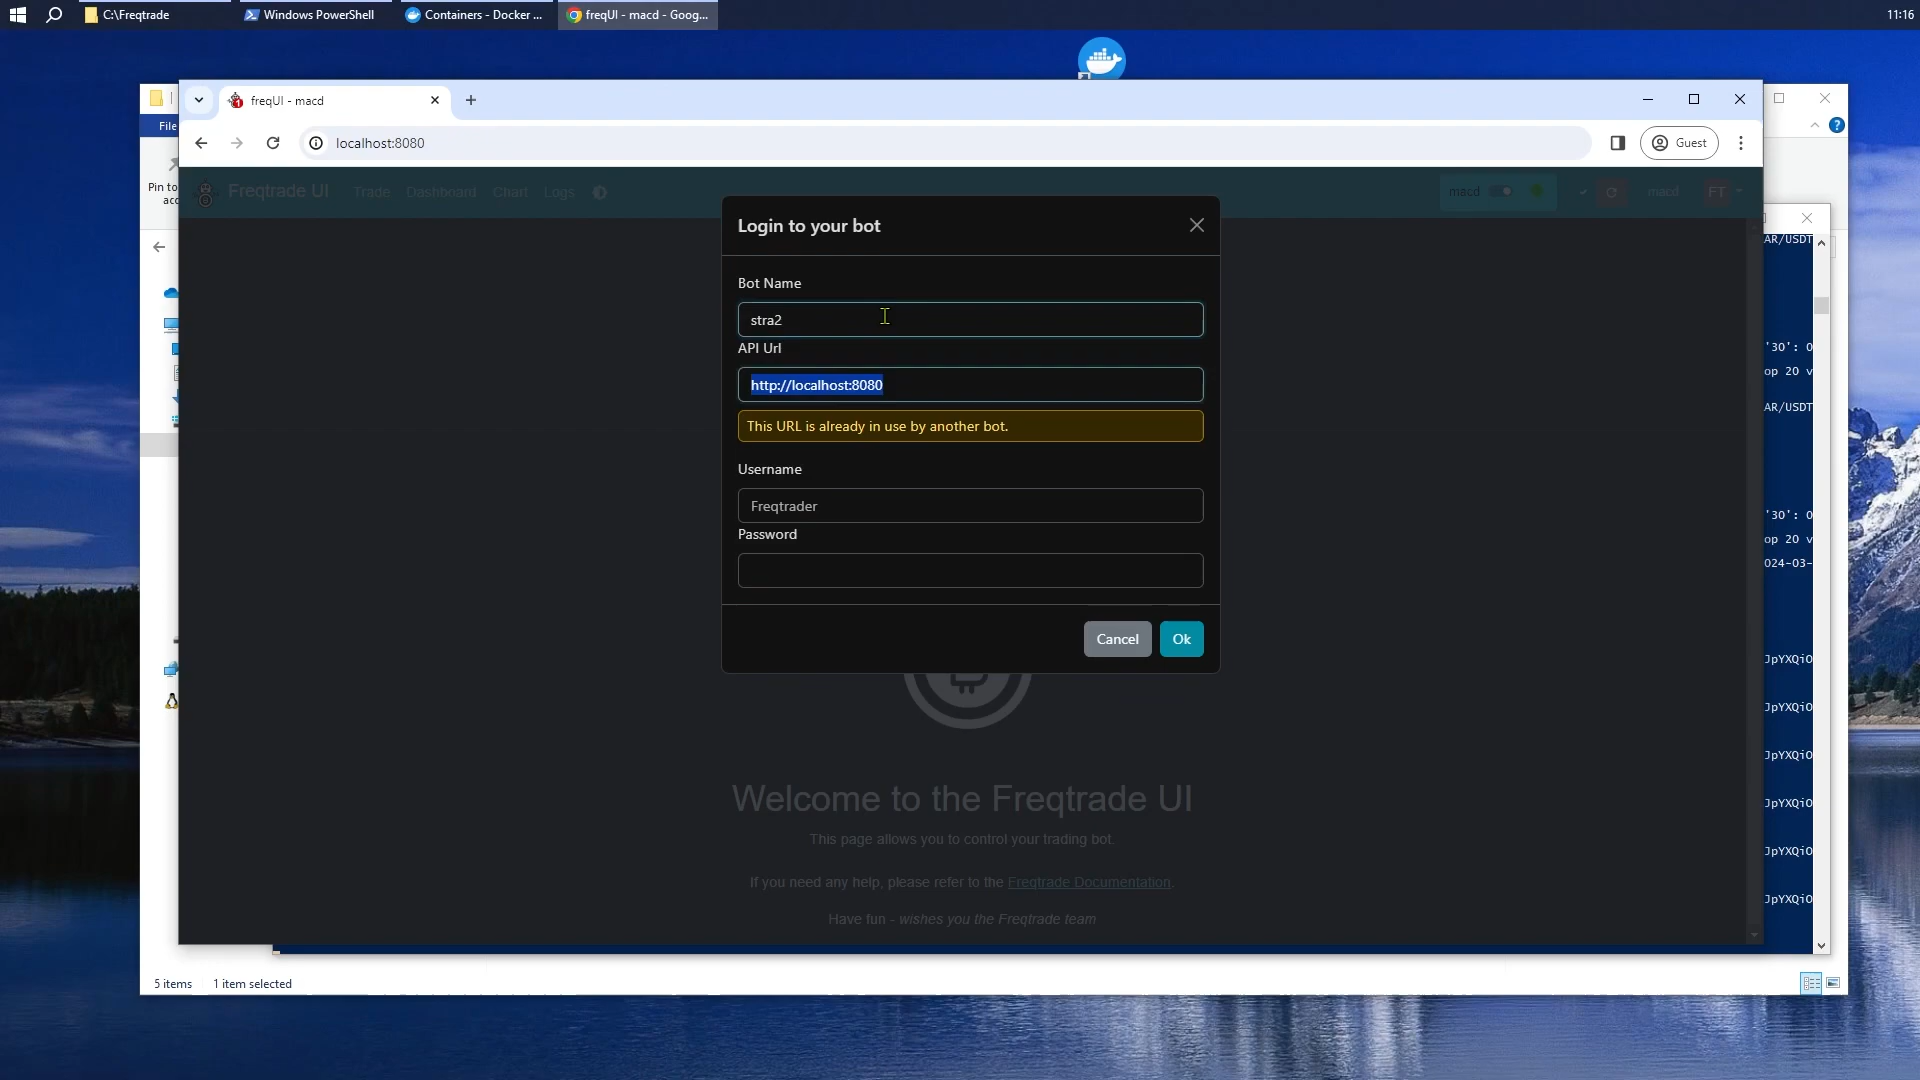 C:\Freqtrade
Windows PowerShell
Containers - Docker ...
freqUI - macd - Goog...
11:16
freqUI - macd
File
localhost:8080
Guest
Pin to
acc
Freqtrade UI
Trade
Dashboard
Chart
Logs
macd
macd
FT
Login to your bot
Bot Name
stra2
API Url
http://localhost:8080
This URL is already in use by another bot.
Username
Freqtrader
Password
Cancel
Ok
Welcome to the Freqtrade UI
This page allows you to control your trading bot.
If you need any help, please refer to the Freqtrade Documentation.
Have fun - wishes you the Freqtrade team
AR/USDT
'30': 0
op 20 v
AR/USDT
'30': 0
op 20 v
024-03-
JpYXQiO
JpYXQiO
JpYXQiO
JpYXQiO
JpYXQiO
JpYXQiO
5 items
1 item selected